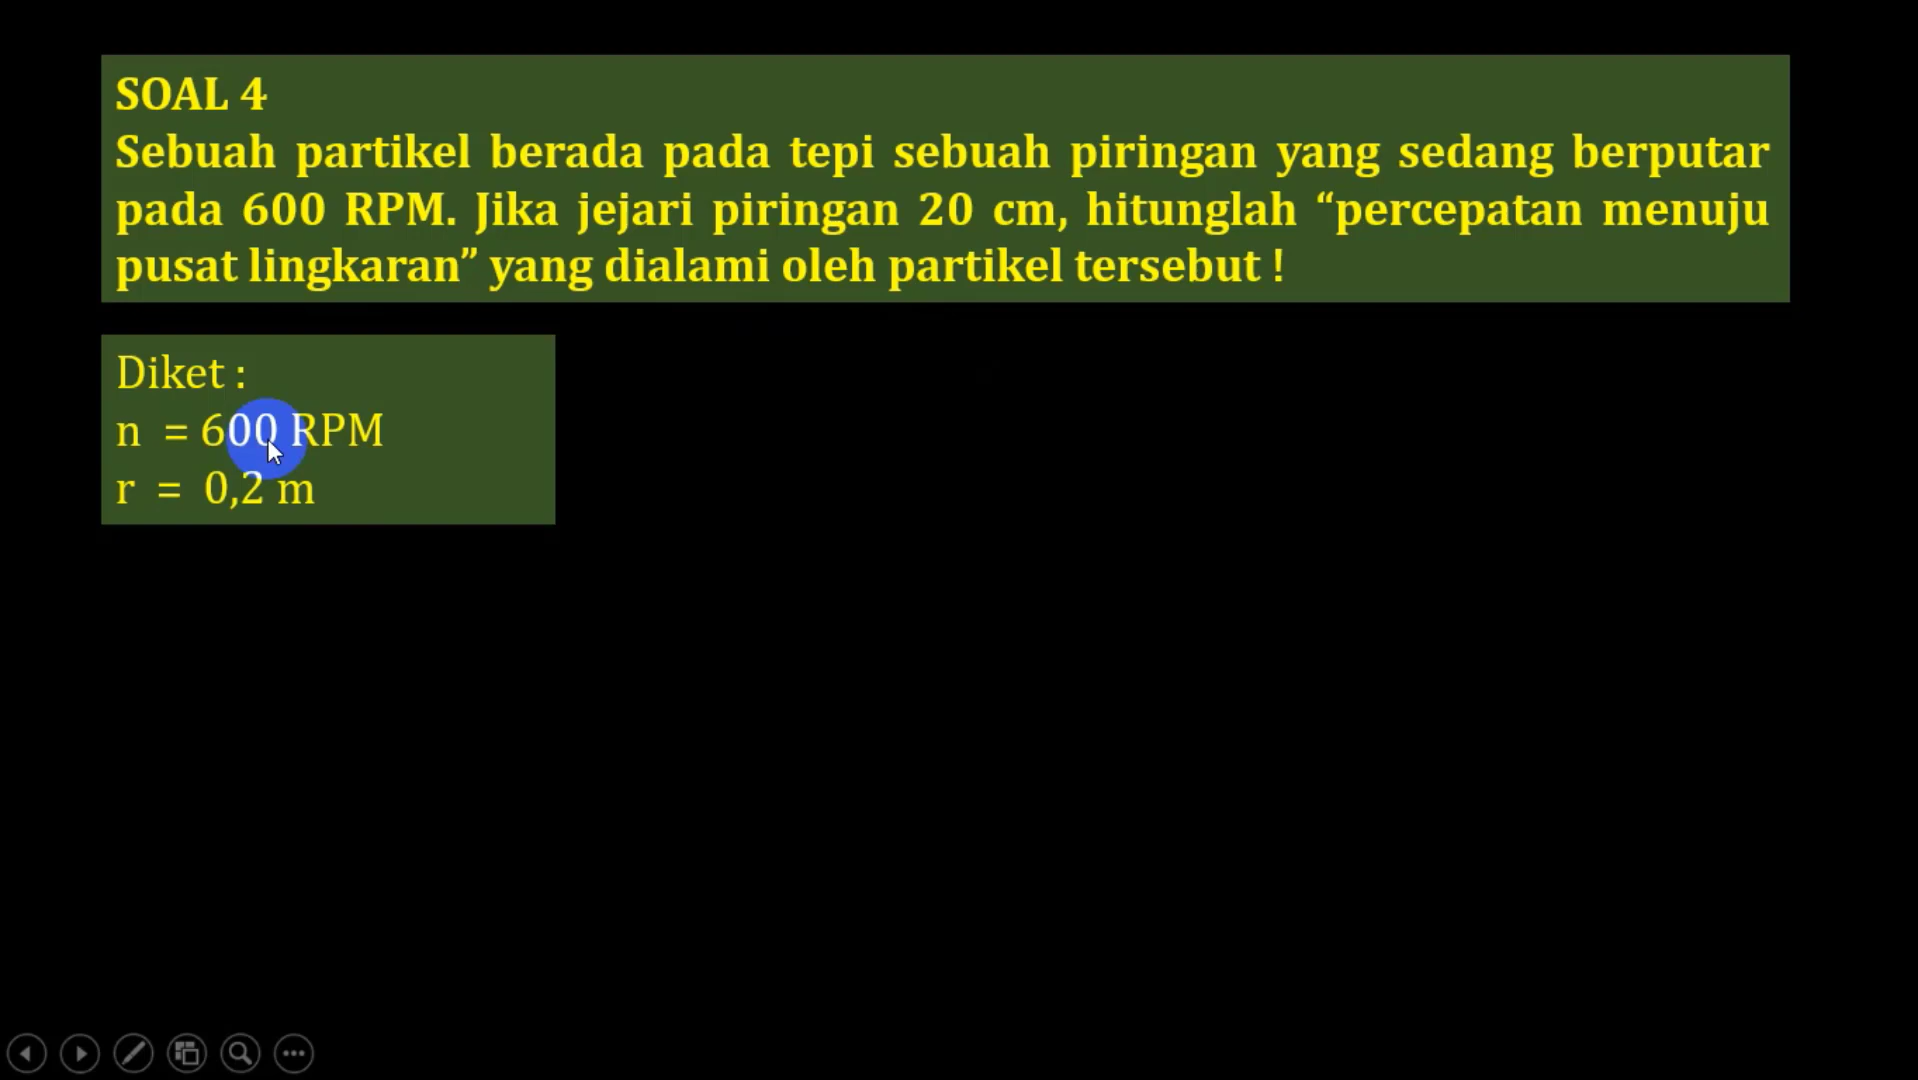 SOAL 4
Sebuah partikel berada pada tepi sebuah piringan yang sedang berputar
pada 600 RPM. Jika jejari piringan 20 cm, hitunglah “percepatan menuju
pusat lingkaran” yang dialami oleh partikel tersebut !
Diket :
n = 600 RPM
r = 0,2 m